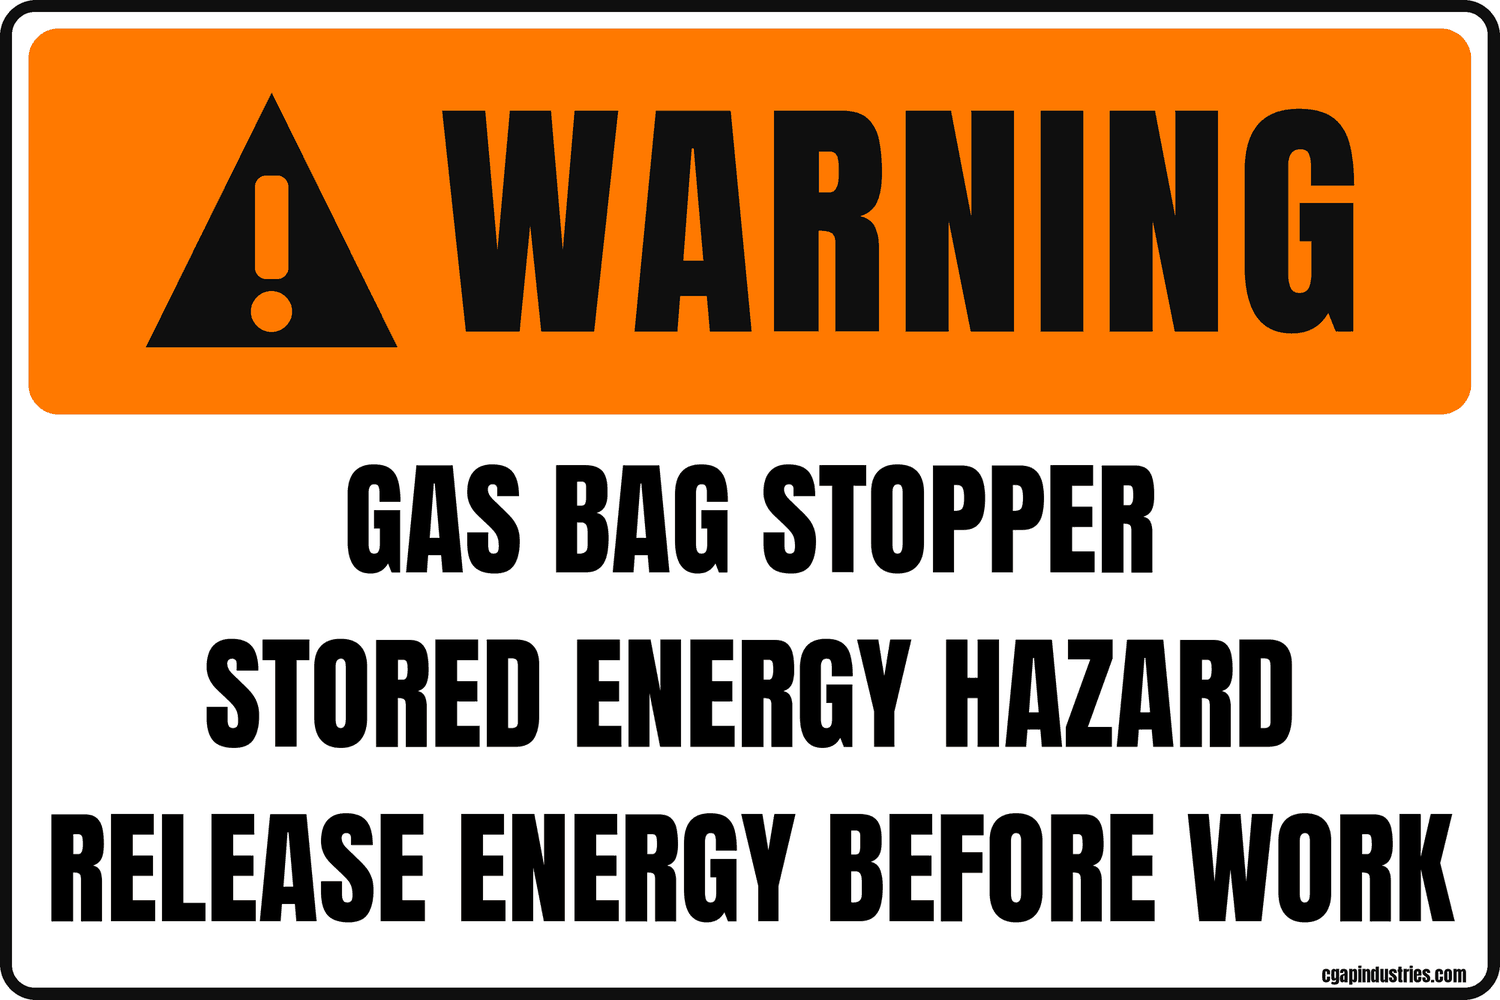 WARNING
GAS BAG STOPPER
STORED ENERGY HAZARD
RELEASE ENERGY BEFORE WORK
cgapindustries.com